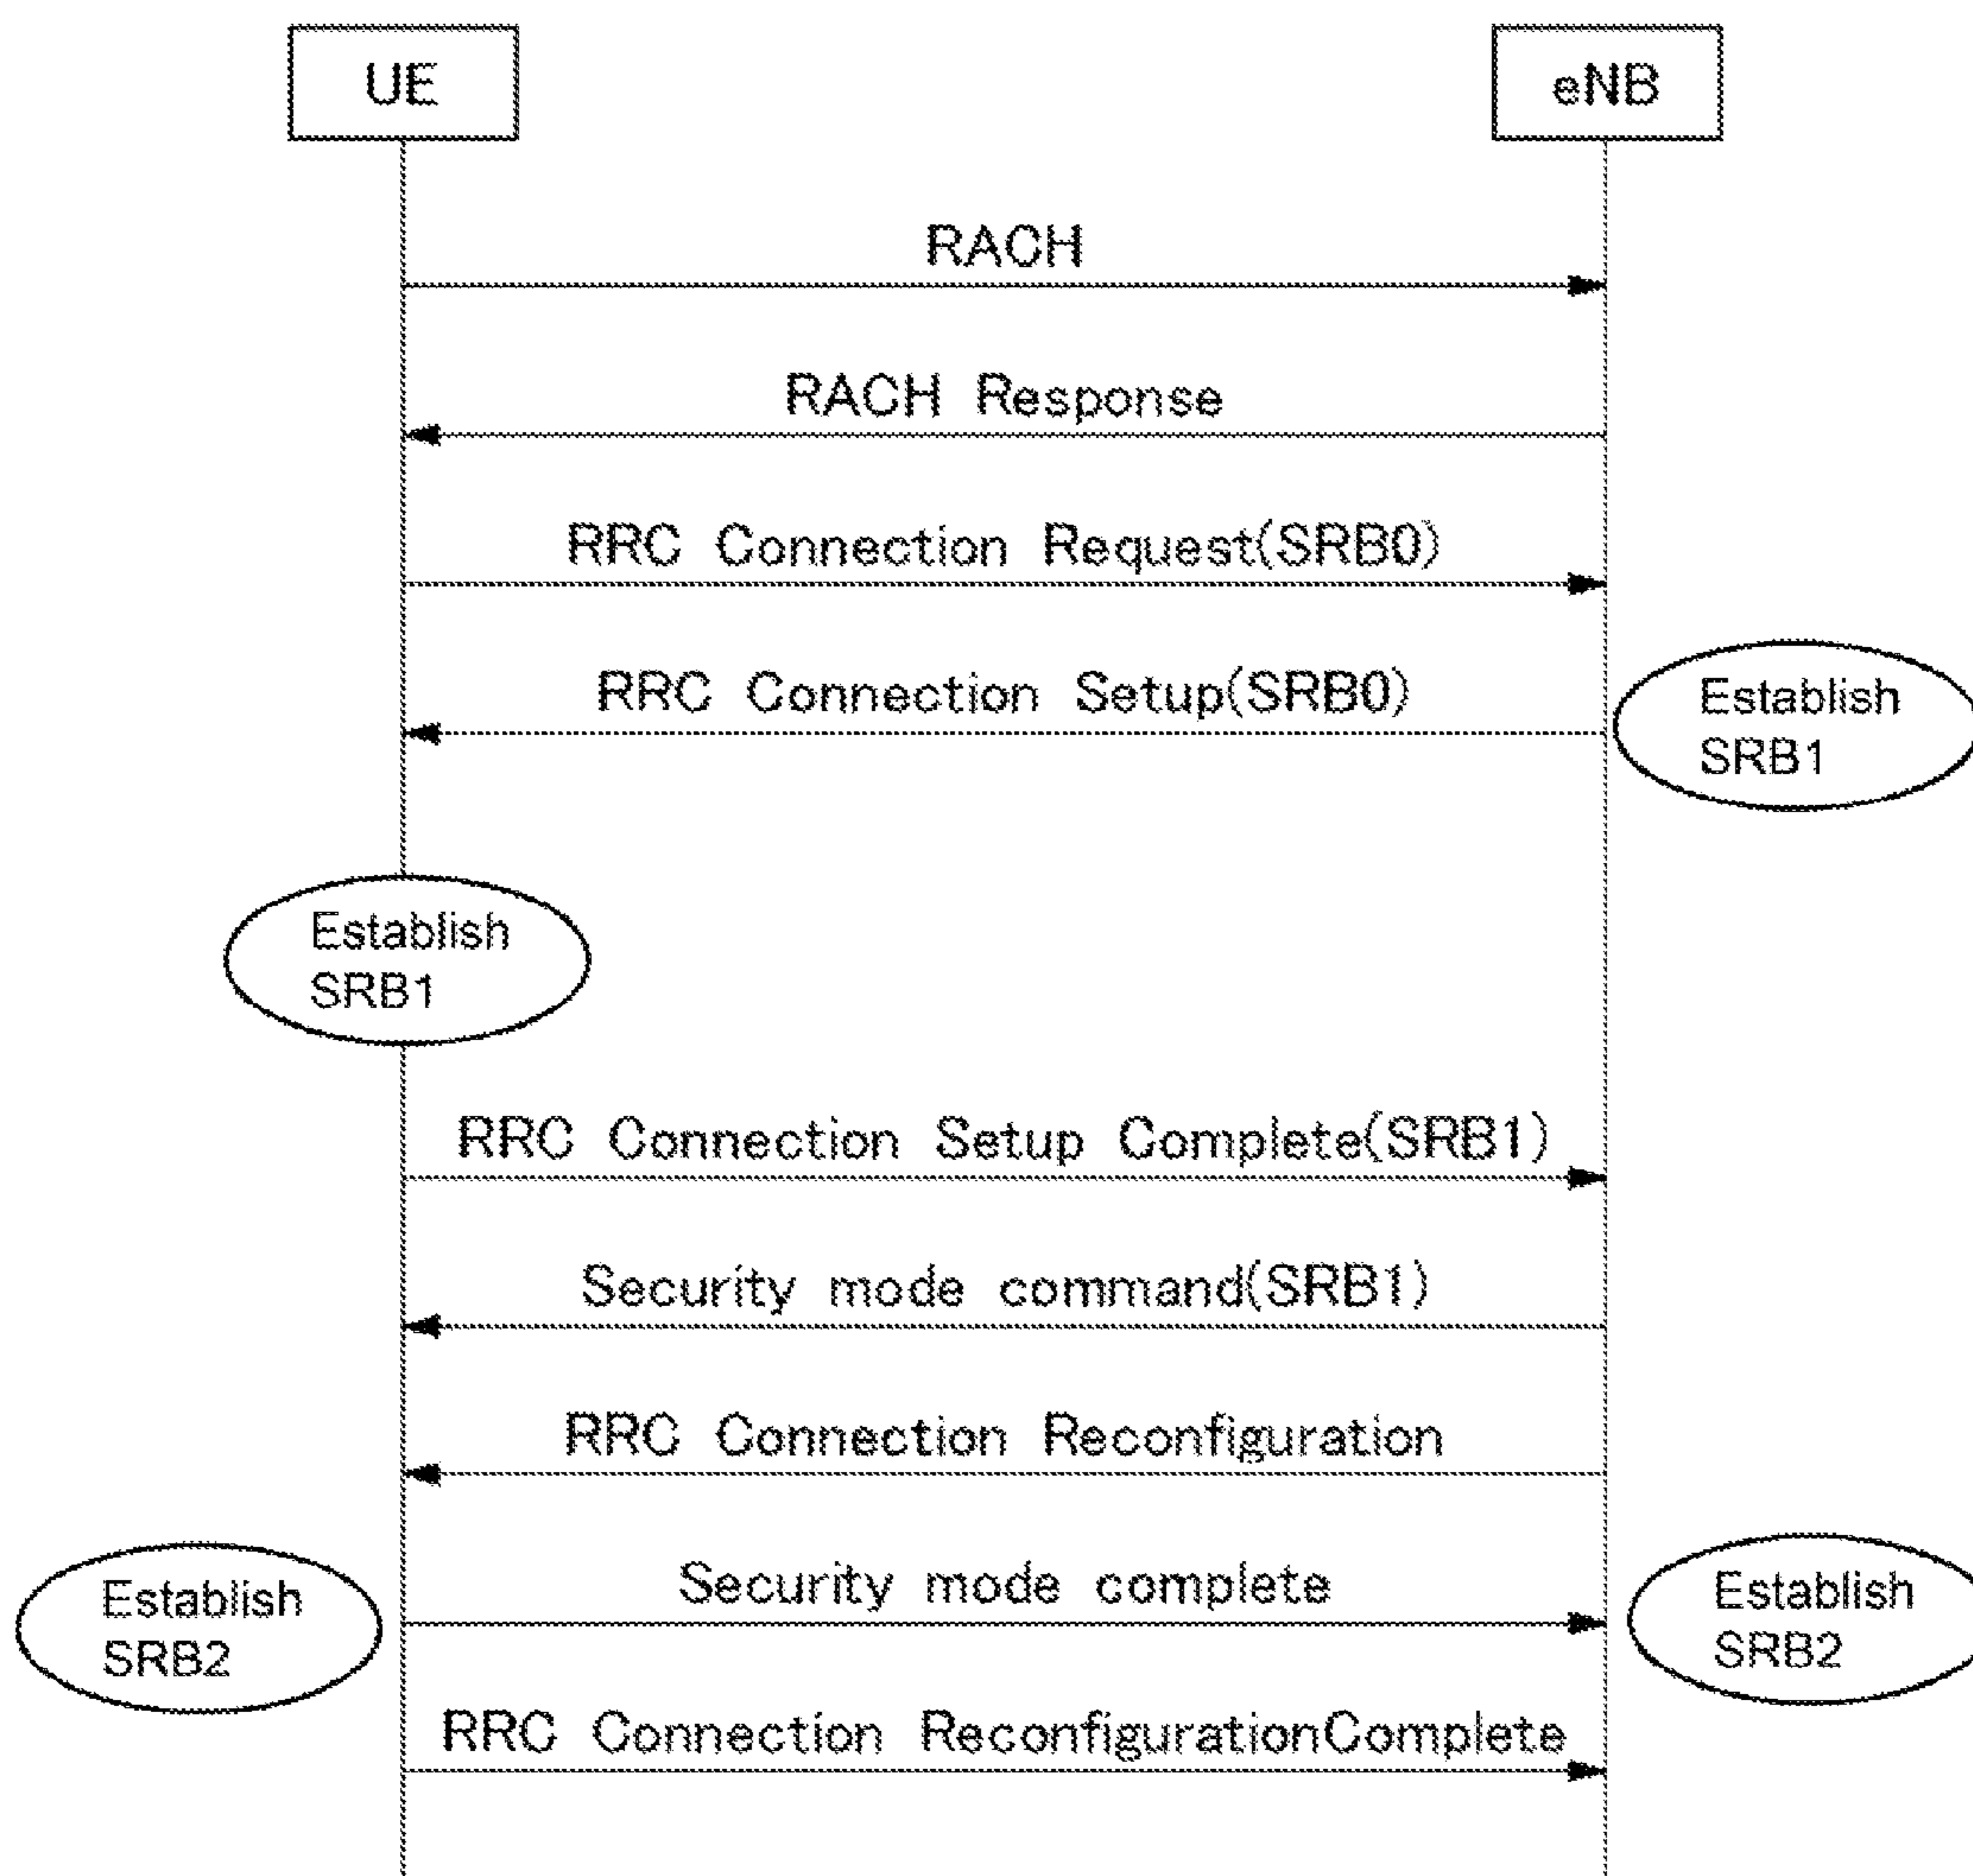 UE
eNB
RACH
RACH Response
RRC Connection Request(SRB0)
RRC Connection Setup(SRB0)
Establish
SRB1
Establish
SRB1
RRC Connection Setup Complete(SRB1)
Security mode command(SRB1)
RRC Connection Reconfiguration
Establish
SRB2
Security mode complete
Establish
SRB2
RRC Connection ReconfigurationComplete